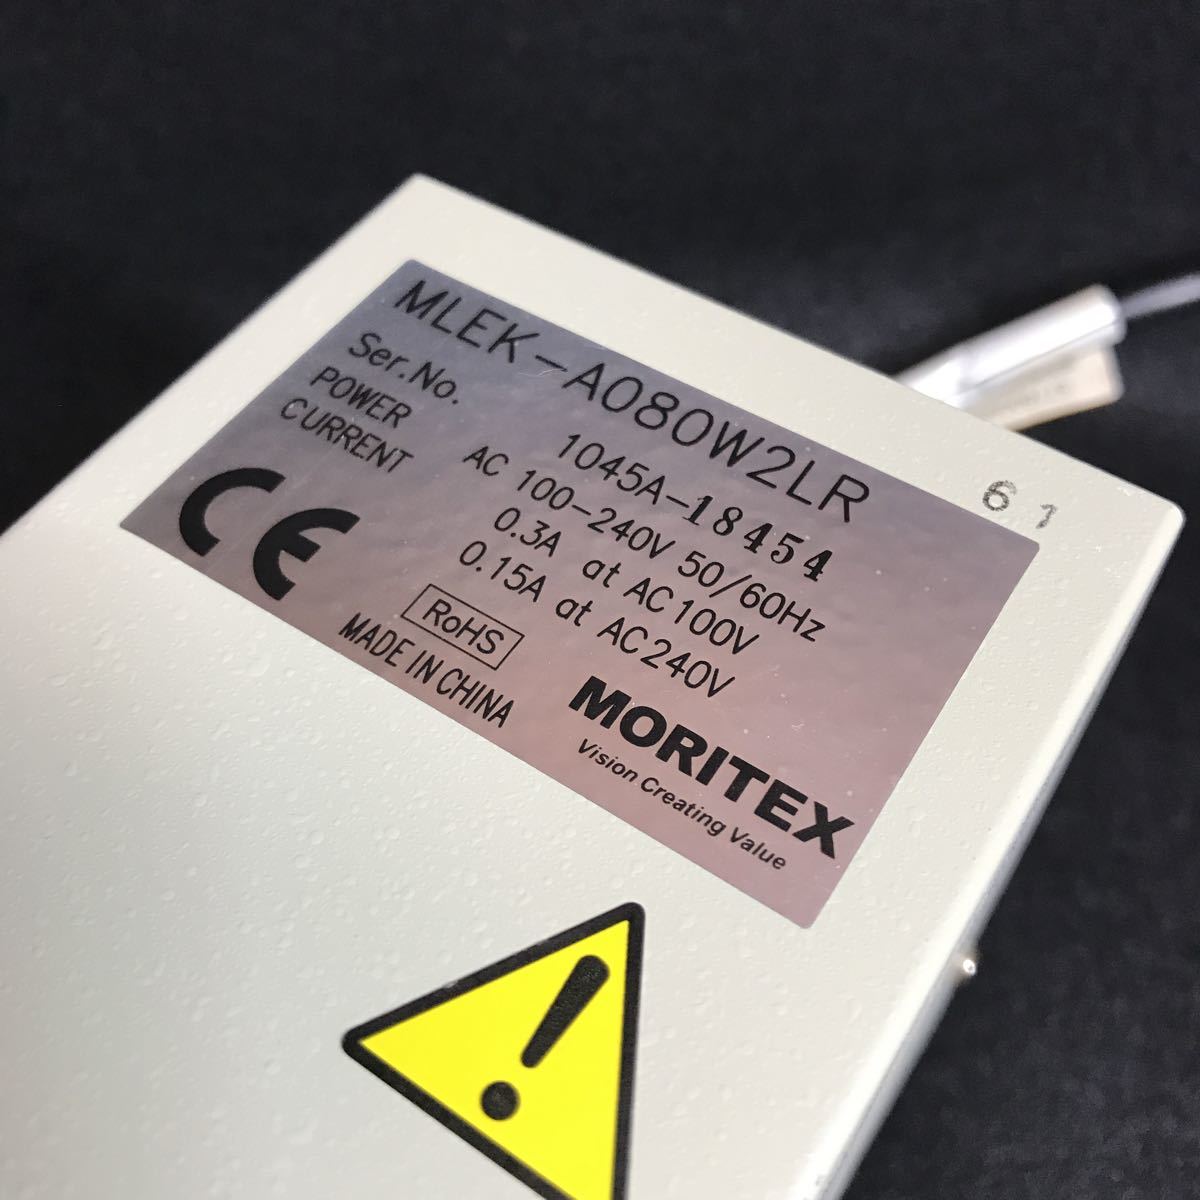 MLEK-A080W2LR
Ser.No. 1045A-18454
POWER AC 100-240V 50/60Hz
CURRENT 0.3A at AC100V
0.15A at AC240V
CE
RoHS
MADE IN CHINA
MORITEX
Vision Creating Value
61
!